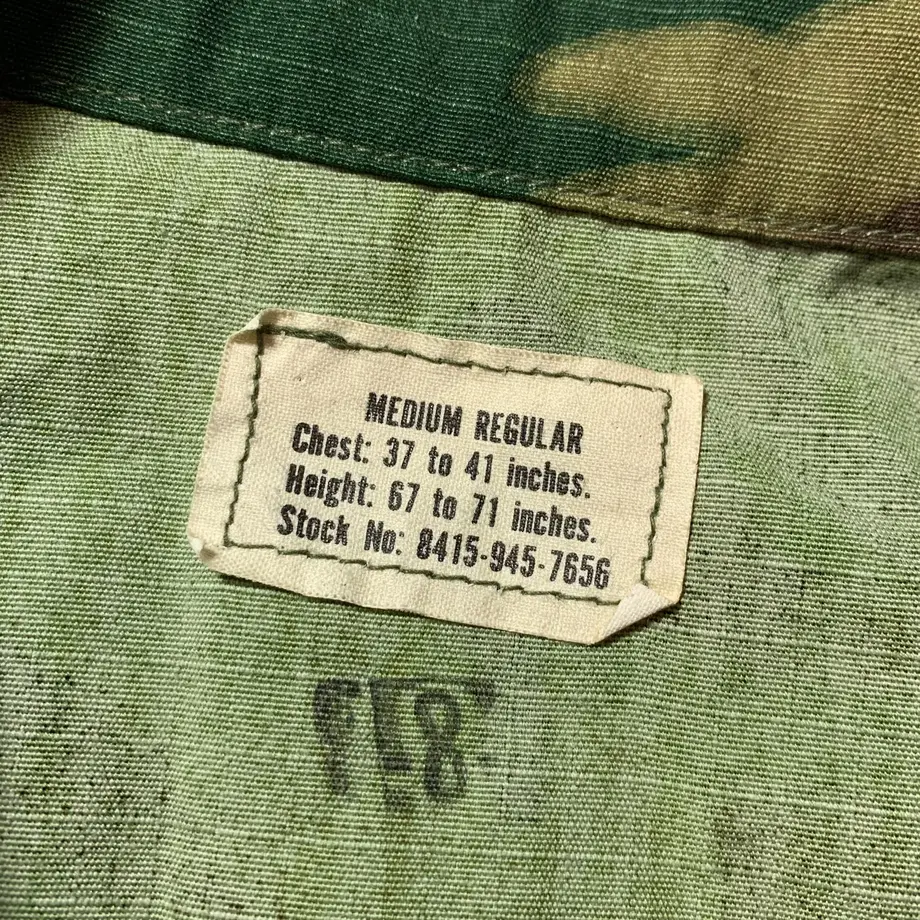 MEDIUM REGULAR
Chest: 37 to 41 inches.
Height: 67 to 71 inches.
Stock No: 8415-945-7656